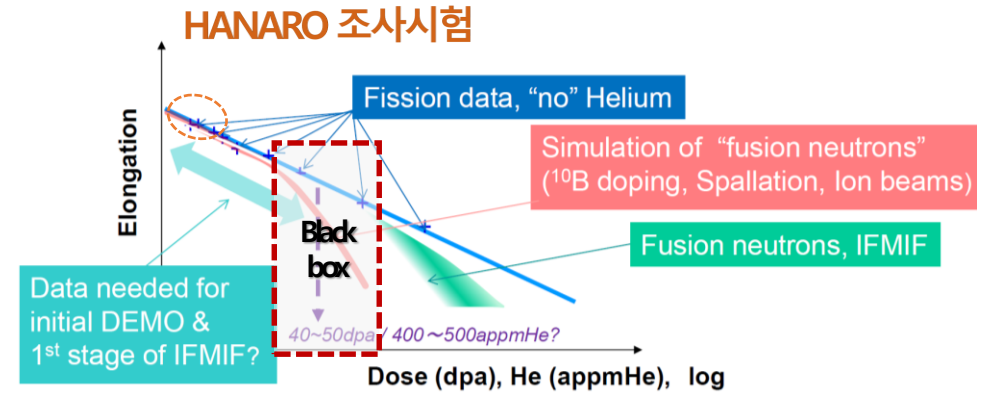 HANARO 조사시험
Fission data, “no” Helium
Elongation
Simulation of “fusion neutrons”
(¹⁰B doping, Spallation, Ion beams)
Black
box
Fusion neutrons, IFMIF
Data needed for
initial DEMO &
1ˢᵗ stage of IFMIF?
40~50dpa / 400～500appmHe?
Dose (dpa), He (appmHe), log